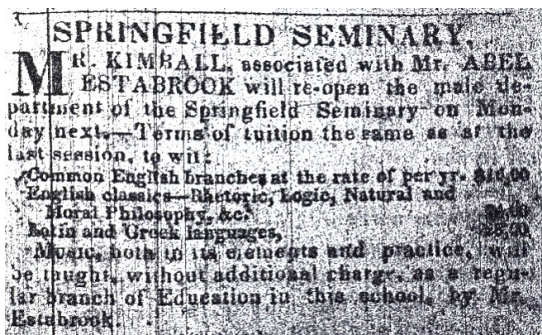 SPRINGFIELD SEMINARY.
MR. KIMBALL, associated with Mr. ABEL
ESTABROOK will re-open the male de-
partment of the Springfield Seminary on Mon-
day next.—Terms of tuition the same as at the
last session, to wit:
Common English branches at the rate of per yr.
English classics—Rhetoric, Logic, Natural and
Moral Philosophy, &c.
Latin and Greek languages,
Music, both in its elements and practice, will
be taught, without additional charge, as a regu-
lar branch of Education in this school, by Mr.
Estabrook.